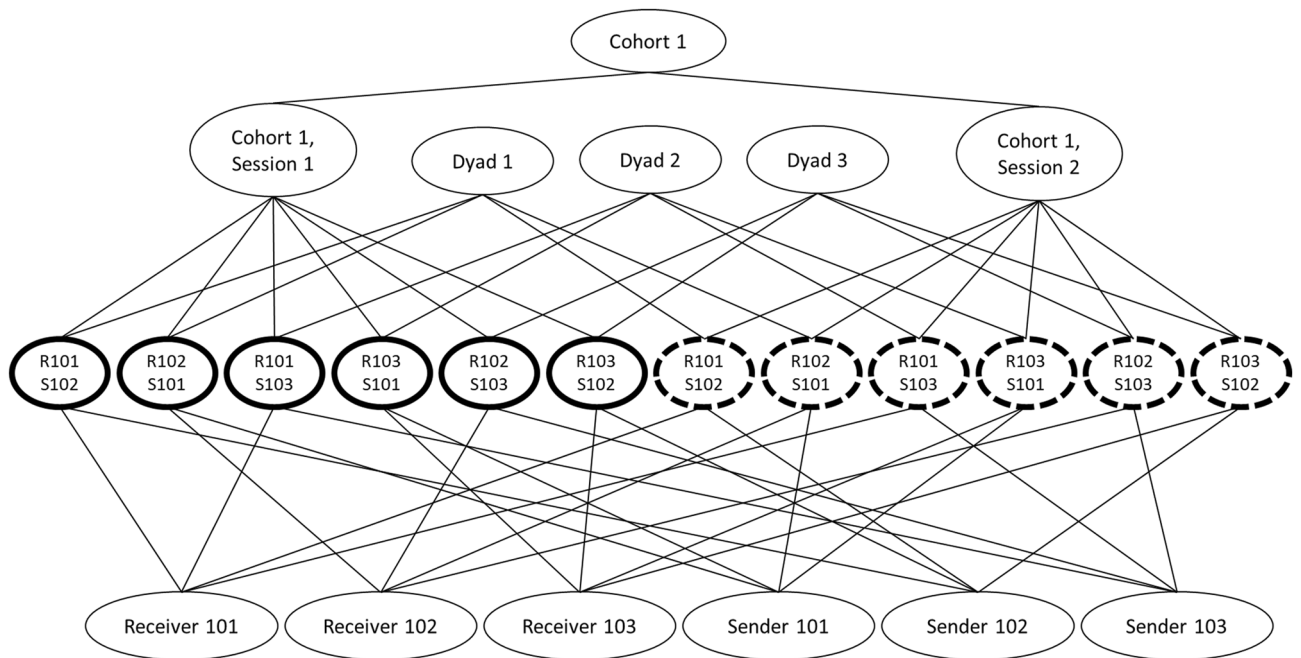 Cohort 1
Cohort 1,
Session 1
Dyad 1
Dyad 2
Dyad 3
Cohort 1,
Session 2
R101
S102
R102
S101
R101
S103
R103
S101
R102
S103
R103
S102
R101
S102
R102
S101
R101
S103
R103
S101
R102
S103
R103
S102
Receiver 101
Receiver 102
Receiver 103
Sender 101
Sender 102
Sender 103